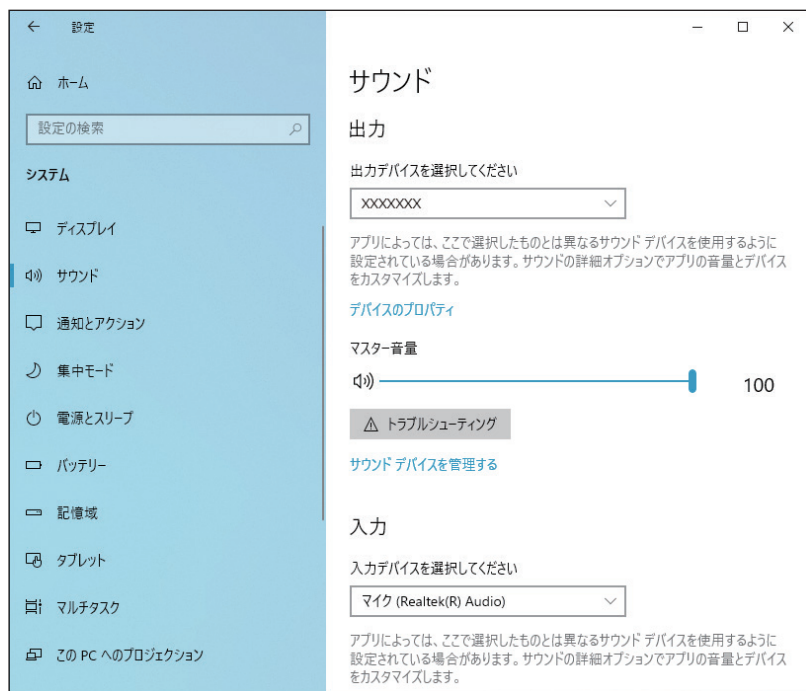 設定
ホーム
設定の検索
システム
ディスプレイ
サウンド
通知とアクション
集中モード
電源とスリープ
バッテリー
記憶域
タブレット
マルチタスク
この PC へのプロジェクション
サウンド
出力
出力デバイスを選択してください
XXXXXXX
アプリによっては、ここで選択したものとは異なるサウンド デバイスを使用するように
設定されている場合があります。サウンドの詳細オプションでアプリの音量とデバイス
をカスタマイズします。
デバイスのプロパティ
マスター音量
100
トラブルシューティング
サウンド デバイスを管理する
入力
入力デバイスを選択してください
マイク (Realtek(R) Audio)
アプリによっては、ここで選択したものとは異なるサウンド デバイスを使用するように
設定されている場合があります。サウンドの詳細オプションでアプリの音量とデバイス
をカスタマイズします。